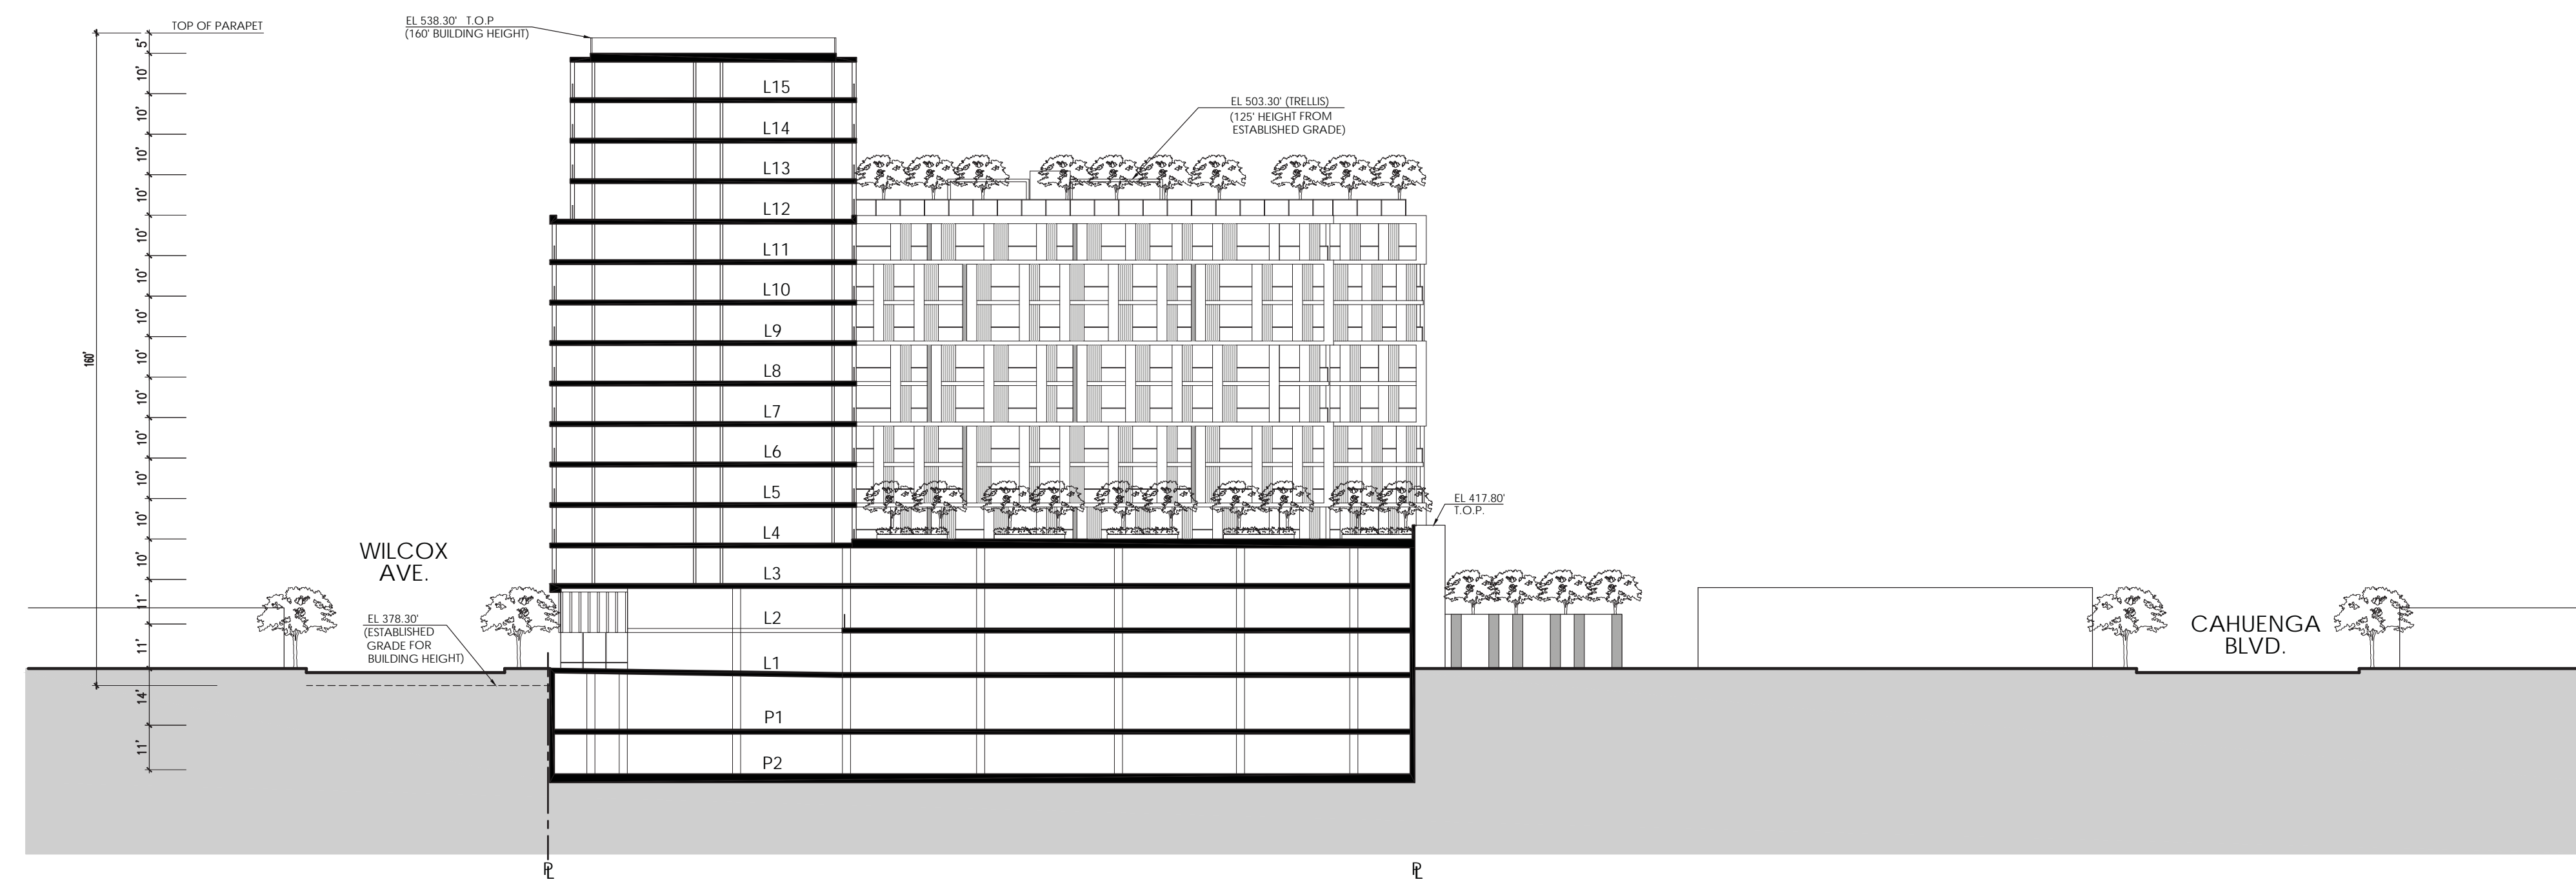 TOP OF PARAPET
EL 538.30' T.O.P
(160' BUILDING HEIGHT)
5'
10'
10'
10'
10'
10'
10'
10'
10'
10'
10'
10'
10'
10'
11'
11'
14'
11'
160'
L15
L14
L13
L12
L11
L10
L9
L8
L7
L6
L5
L4
L3
L2
L1
P1
P2
EL 503.30' (TRELLIS)
(125' HEIGHT FROM
ESTABLISHED GRADE)
EL 417.80'
T.O.P.
WILCOX
AVE.
EL 378.30'
(ESTABLISHED
GRADE FOR
BUILDING HEIGHT)
CAHUENGA
BLVD.
PL
PL